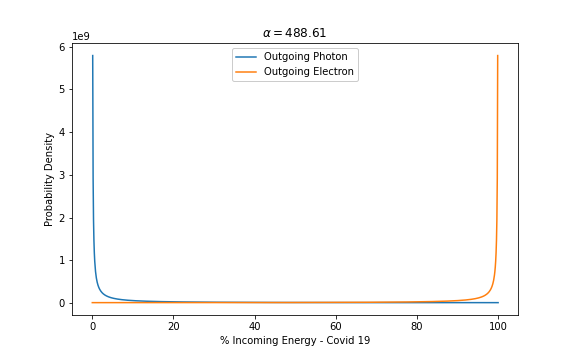 α = 488.61
1e9
Outgoing Photon
Outgoing Electron
6
5
4
3
2
1
0
Probability Density
0 20 40 60 80 100
% Incoming Energy - Covid 19